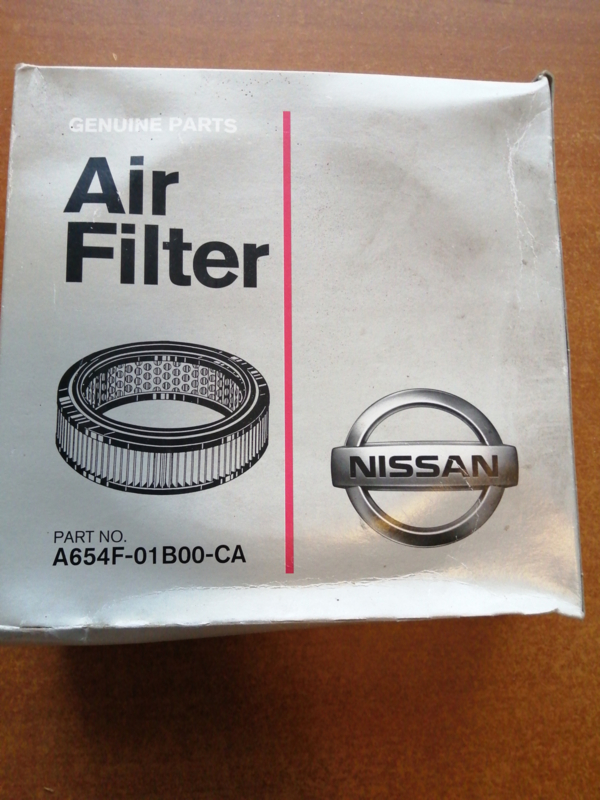 GENUINE PARTS
Air
Filter
PART NO.
A654F-01B00-CA
NISSAN